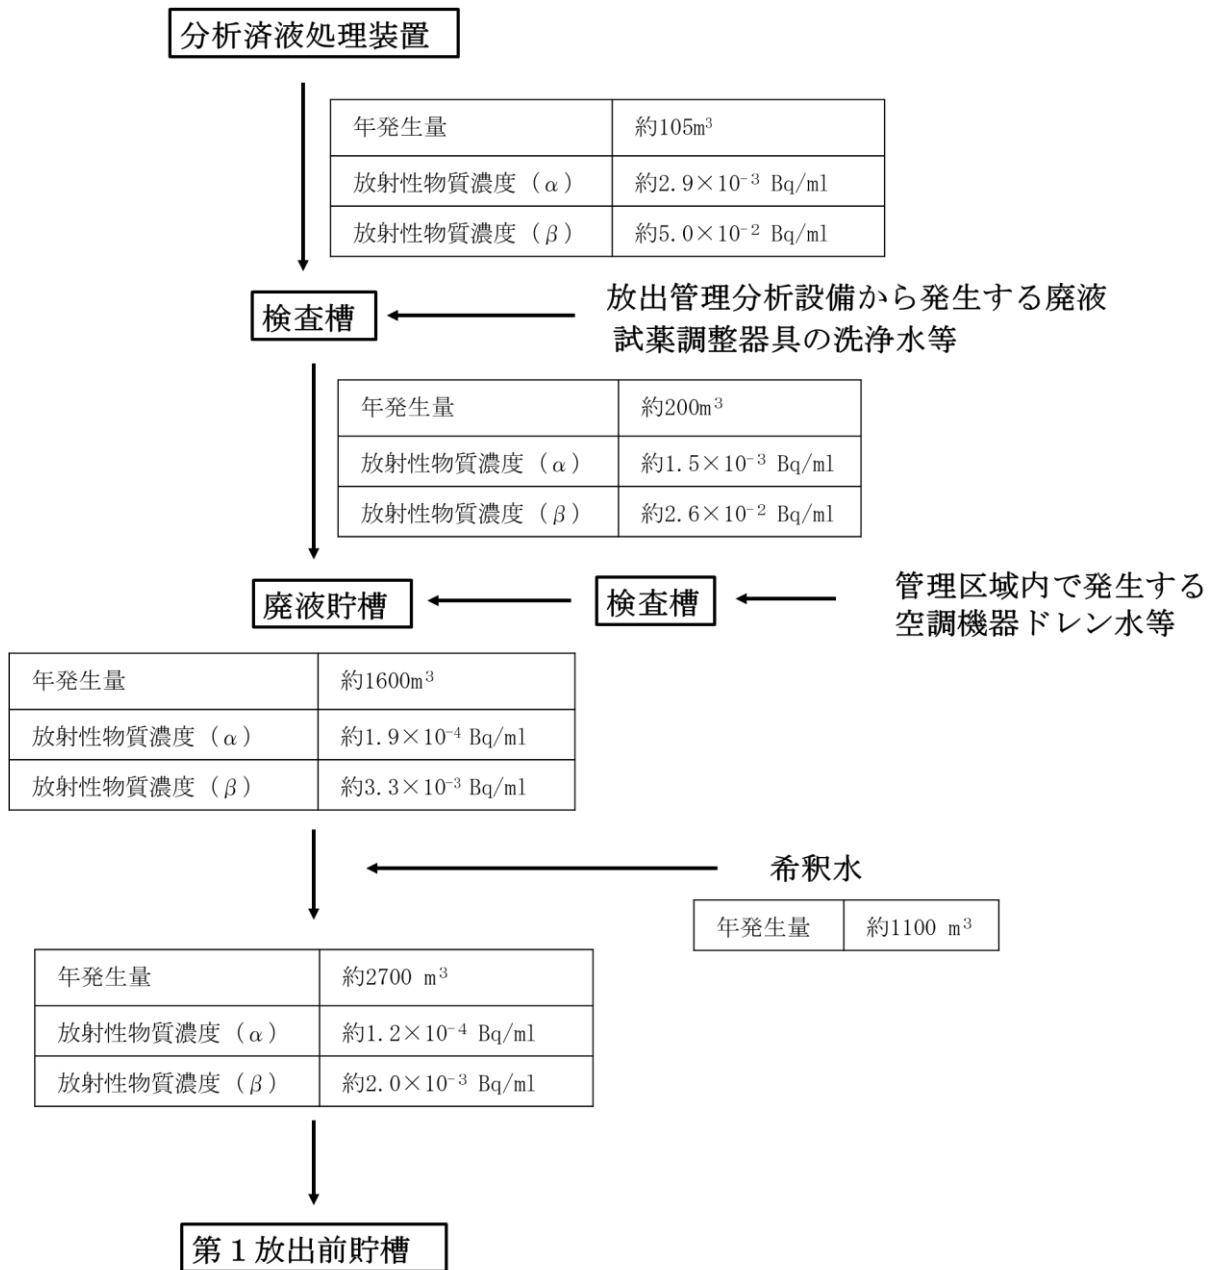 分析済液処理装置
年発生量 約105m³
放射性物質濃度（α） 約2.9×10⁻³ Bq/ml
放射性物質濃度（β） 約5.0×10⁻² Bq/ml
検査槽
放出管理分析設備から発生する廃液
試薬調整器具の洗浄水等
年発生量 約200m³
放射性物質濃度（α） 約1.5×10⁻³ Bq/ml
放射性物質濃度（β） 約2.6×10⁻² Bq/ml
廃液貯槽
検査槽
管理区域内で発生する
空調機器ドレン水等
年発生量 約1600m³
放射性物質濃度（α） 約1.9×10⁻⁴ Bq/ml
放射性物質濃度（β） 約3.3×10⁻³ Bq/ml
希釈水
年発生量 約1100 m³
年発生量 約2700 m³
放射性物質濃度（α） 約1.2×10⁻⁴ Bq/ml
放射性物質濃度（β） 約2.0×10⁻³ Bq/ml
第１放出前貯槽